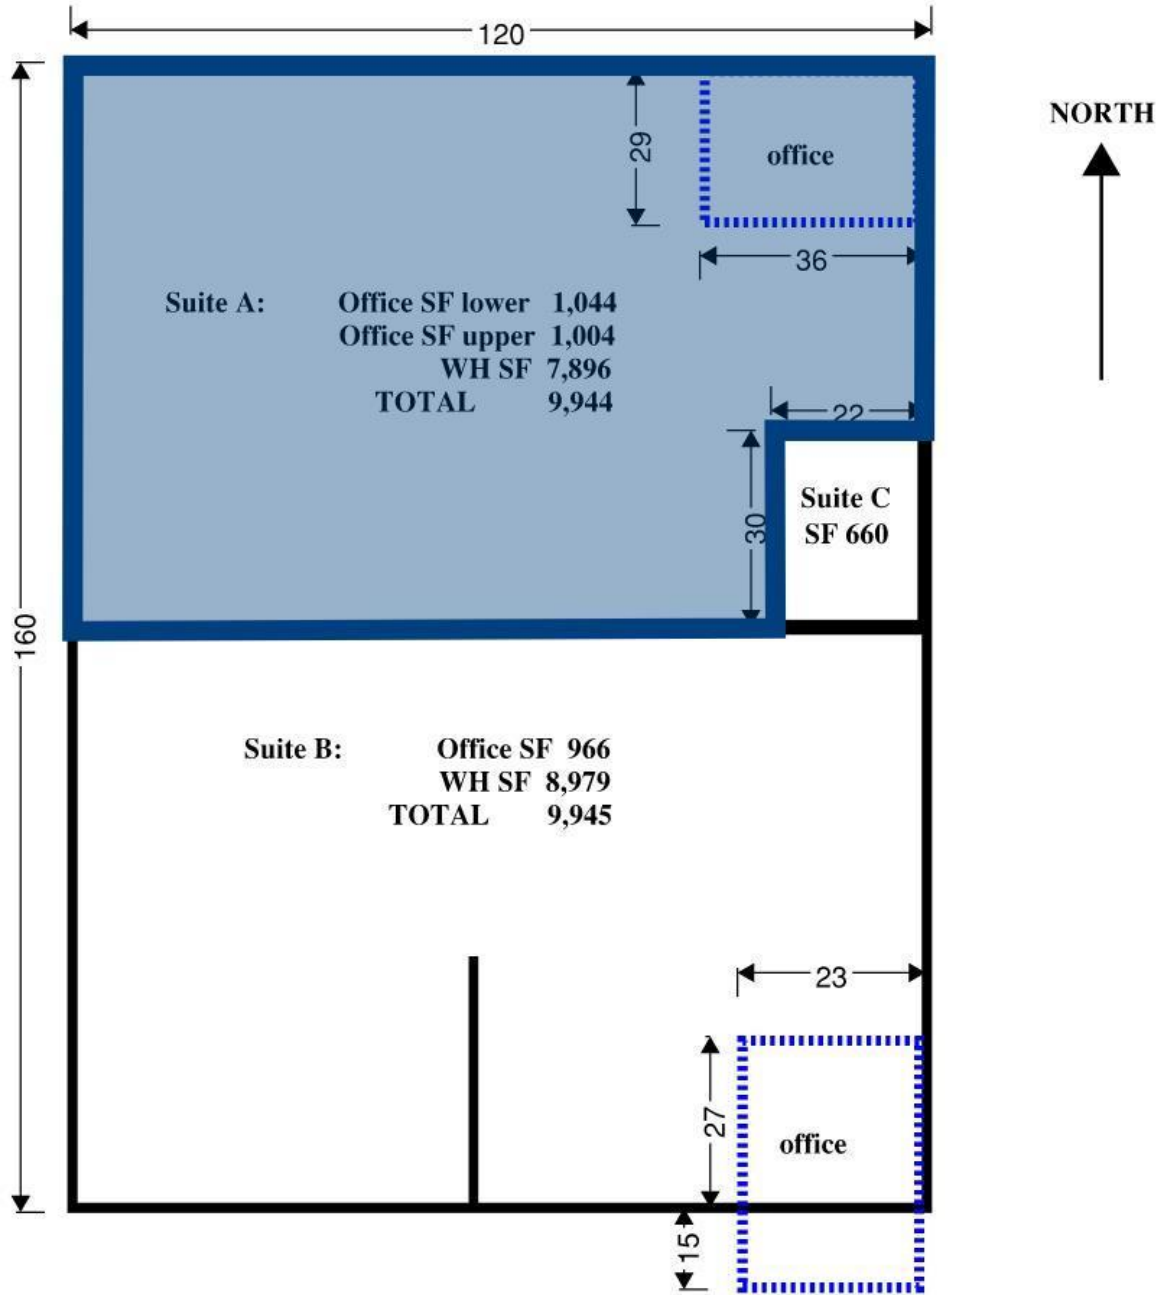 120
NORTH
29
office
36
Suite A: Office SF lower 1,044
Office SF upper 1,004
WH SF 7,896
TOTAL 9,944
22
30
Suite C
SF 660
160
Suite B: Office SF 966
WH SF 8,979
TOTAL 9,945
23
27
office
15